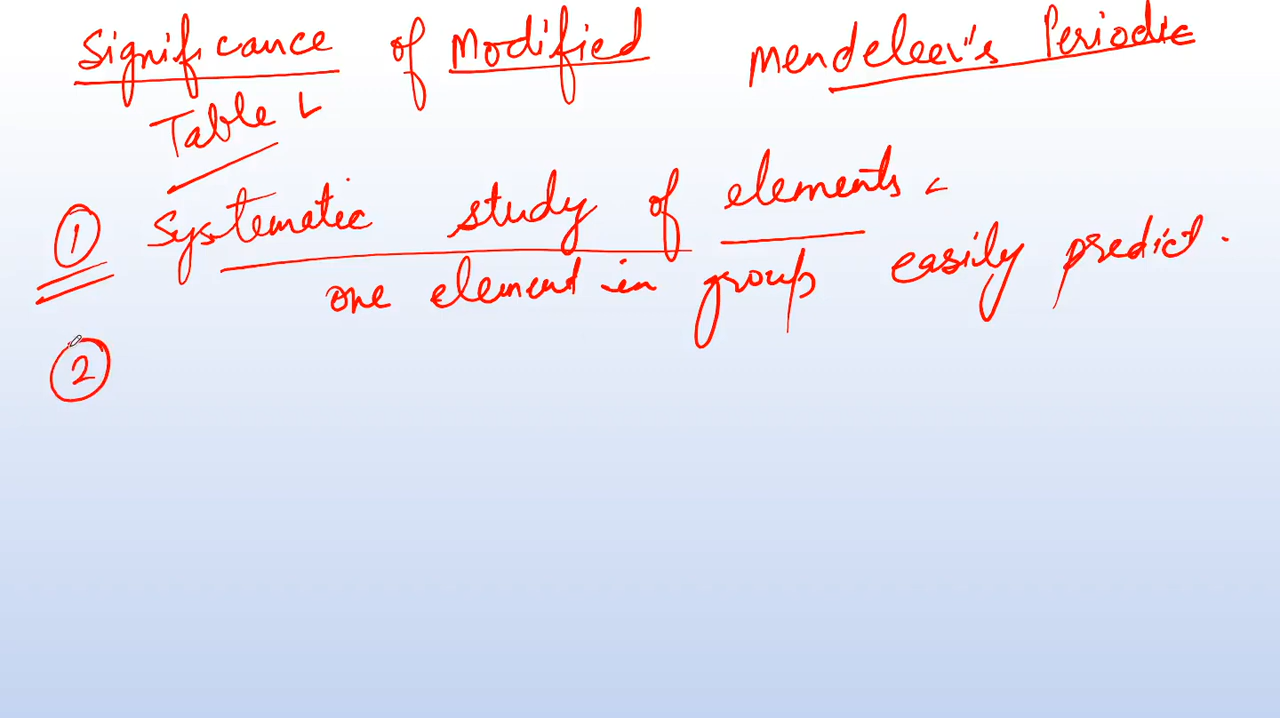 Significance of Modified Mendeleev's Periodic
Table
① Systematic study of elements.
one element in group easily predict.
②